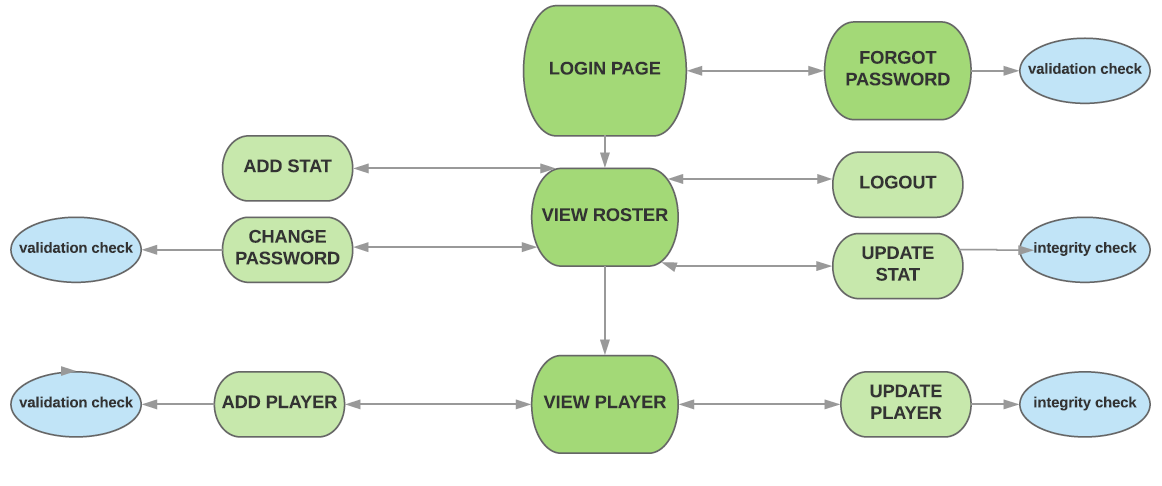 LOGIN PAGE
FORGOT
PASSWORD
validation check
ADD STAT
LOGOUT
VIEW ROSTER
validation check
CHANGE
PASSWORD
UPDATE
STAT
integrity check
validation check
ADD PLAYER
VIEW PLAYER
UPDATE
PLAYER
integrity check